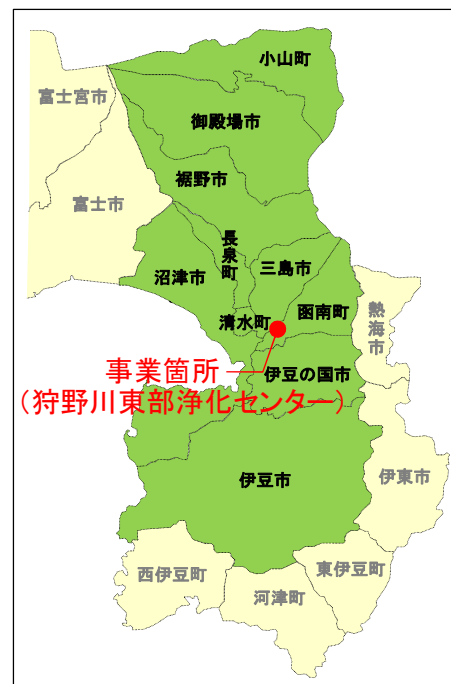 小山町
富士宮市
御殿場市
裾野市
富士市
長泉町
三島市
沼津市
函南町
清水町
熱海市
事業箇所
（狩野川東部浄化センター）
伊豆の国市
伊豆市
伊東市
西伊豆町
東伊豆町
河津町